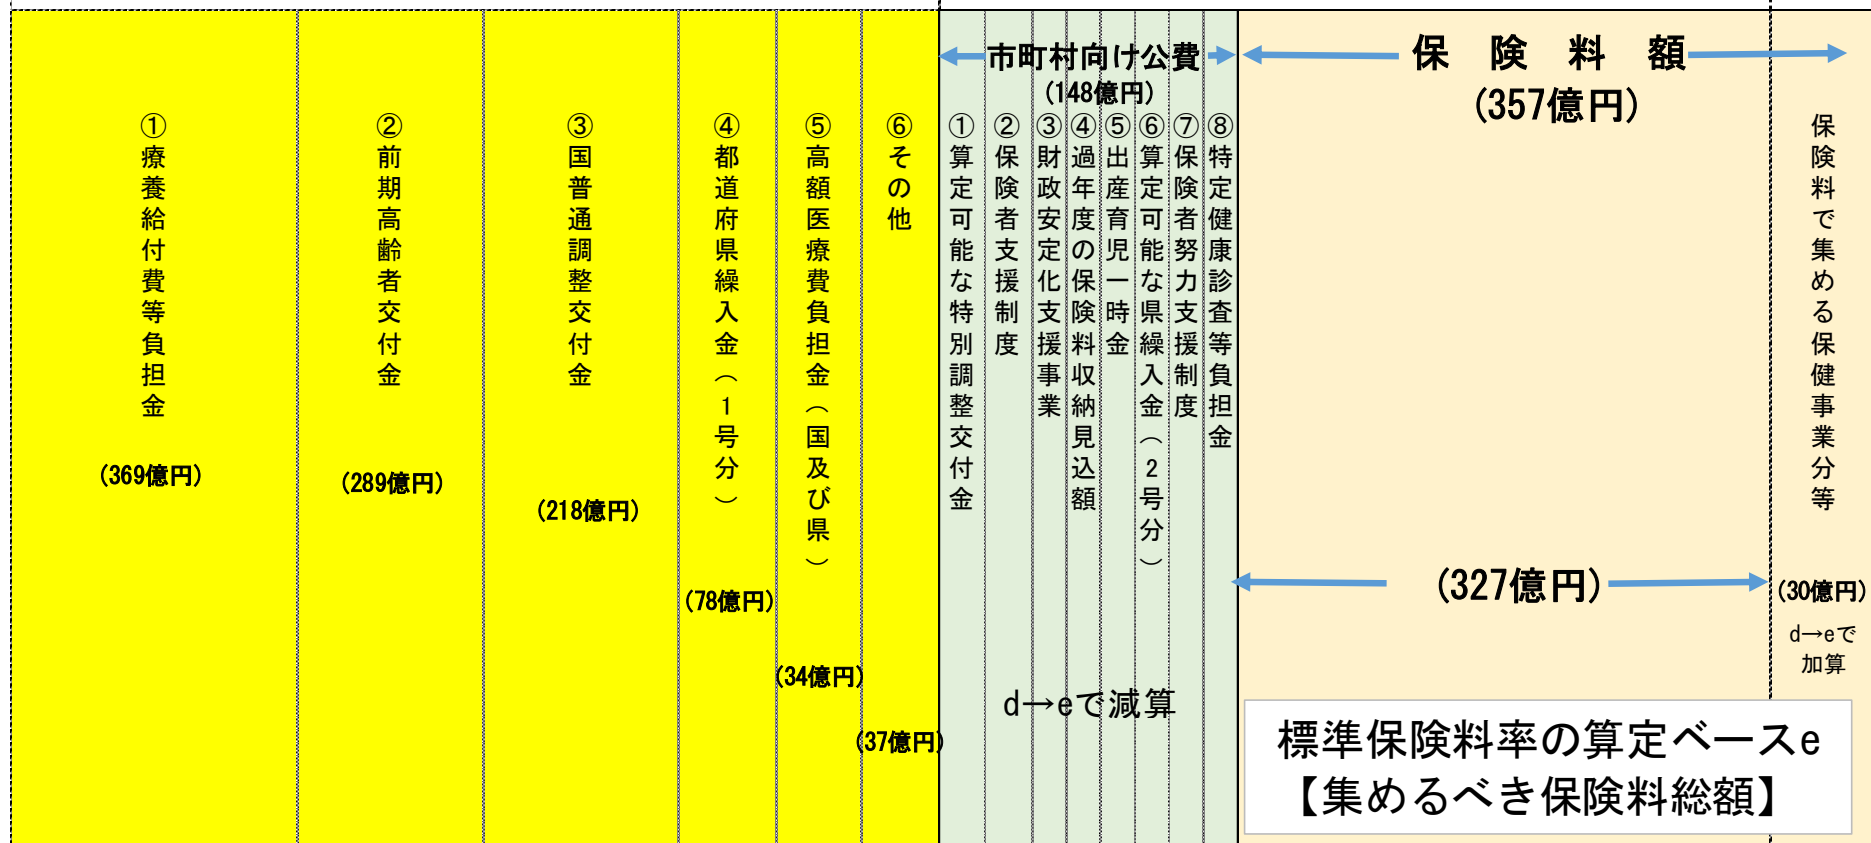 ①療養給付費等負担金
(369億円)
②前期高齢者交付金
(289億円)
③国普通調整交付金
(218億円)
④都道府県繰入金(1号分)
(78億円)
⑤高額医療費負担金(国及び県)
(34億円)
⑥その他
(37億円)
市町村向け公費
(148億円)
①算定可能な特別調整交付金
②保険者支援制度
③財政安定化支援事業
④過年度の保険料収納見込額
⑤出産育児一時金
⑥算定可能な県繰入金(2号分)
⑦保険者努力支援制度
⑧特定健康診査等負担金
d→eで減算
保 険 料 額
(357億円)
(327億円)
保険料で集める保健事業分等
(30億円)
d→eで
加算
標準保険料率の算定ベースe
【集めるべき保険料総額】